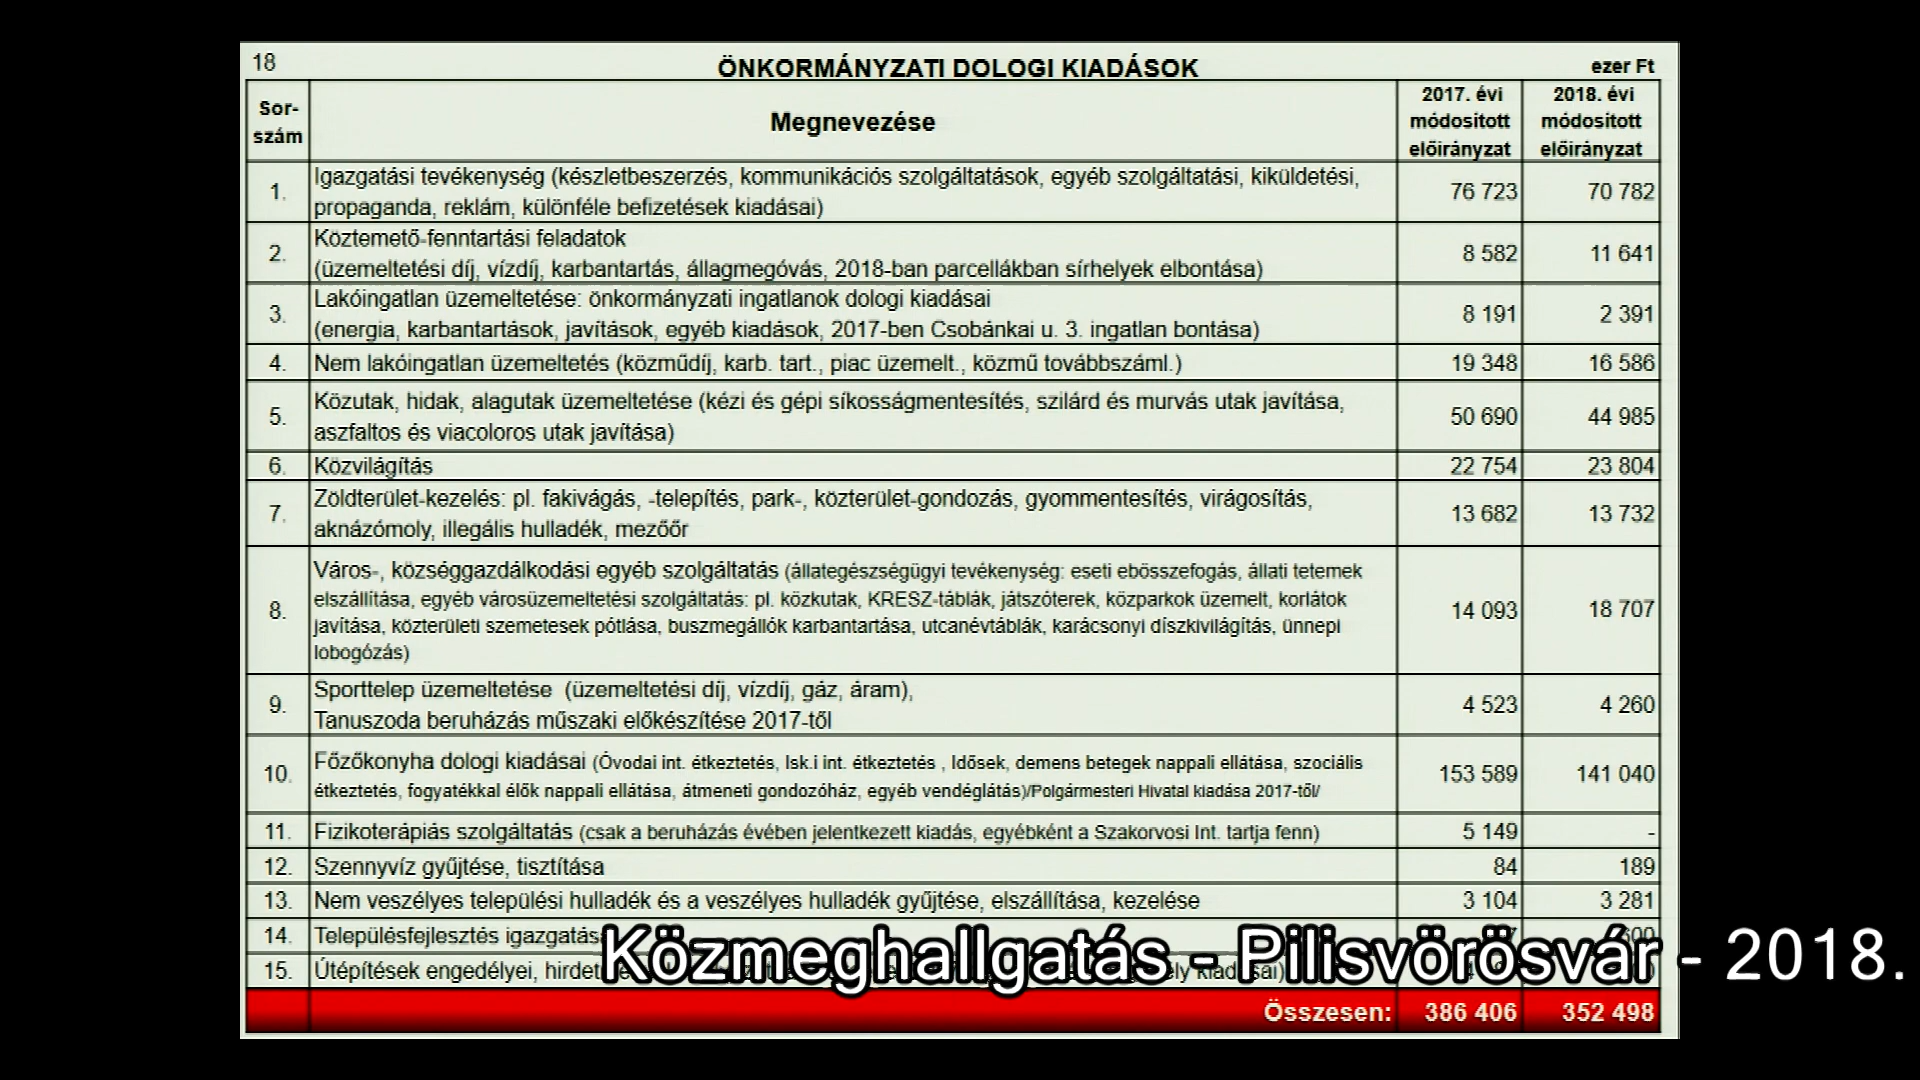 18
ÖNKORMÁNYZATI DOLOGI KIADÁSOK
ezer Ft
Sor-
szám
Megnevezése
2017. évi
módosított
előirányzat
2018. évi
módosított
előirányzat
1.
Igazgatási tevékenység (készletbeszerzés, kommunikációs szolgáltatások, egyéb szolgáltatási, kiküldetési,
propaganda, reklám, különféle befizetések kiadásai)
76 723
70 782
2.
Köztemető-fenntartási feladatok
(üzemeltetési díj, vízdíj, karbantartás, állagmegóvás, 2018-ban parcellákban sírhelyek elbontása)
8 582
11 641
3.
Lakóingatlan üzemeltetése: önkormányzati ingatlanok dologi kiadásai
(energia, karbantartások, javítások, egyéb kiadások, 2017-ben Csobánkai u. 3. ingatlan bontása)
8 191
2 391
4.
Nem lakóingatlan üzemeltetés (közműdíj, karb. tart., piac üzemelt., közmű továbbszáml.)
19 348
16 586
5.
Közutak, hidak, alagutak üzemeltetése (kézi és gépi síkosságmentesítés, szilárd és murvás utak javítása,
aszfaltos és viacoloros utak javítása)
50 690
44 985
6.
Közvilágítás
22 754
23 804
7.
Zöldterület-kezelés: pl. fakivágás, -telepítés, park-, közterület-gondozás, gyommentesítés, virágosítás,
aknázómoly, illegális hulladék, mezőőr
13 682
13 732
8.
Város-, községgazdálkodási egyéb szolgáltatás (állategészségügyi tevékenység: eseti ebösszefogás, állati tetemek
elszállítása, egyéb városüzemeltetési szolgáltatás: pl. közkutak, KRESZ-táblák, játszóterek, közparkok üzemelt, korlátok
javítása, közterületi szemetesek pótlása, buszmegállók karbantartása, utcanévtáblák, karácsonyi díszkivilágítás, ünnepi
lobogózás)
14 093
18 707
9.
Sporttelep üzemeltetése (üzemeltetési díj, vízdíj, gáz, áram),
Tanuszoda beruházás műszaki előkészítése 2017-től
4 523
4 260
10.
Főzőkonyha dologi kiadásai (Óvodai int. étkeztetés, Isk.i int. étkeztetés , Idősek, demens betegek nappali ellátása, szociális
étkeztetés, fogyatékkal élők nappali ellátása, átmeneti gondozóház, egyéb vendéglátás)/Polgármesteri Hivatal kiadása 2017-től/
153 589
141 040
11.
Fizikoterápiás szolgáltatás (csak a beruházás évében jelentkezett kiadás, egyébként a Szakorvosi Int. tartja fenn)
5 149
-
12.
Szennyvíz gyűjtése, tisztítása
84
189
13.
Nem veszélyes települési hulladék és a veszélyes hulladék gyűjtése, elszállítása, kezelése
3 104
3 281
14.
Településfejlesztés
15.
Útépítések engedélyei,
Közmeghallgatás - Pilisvörösvár - 2018.
Összesen:
386 406
352 498